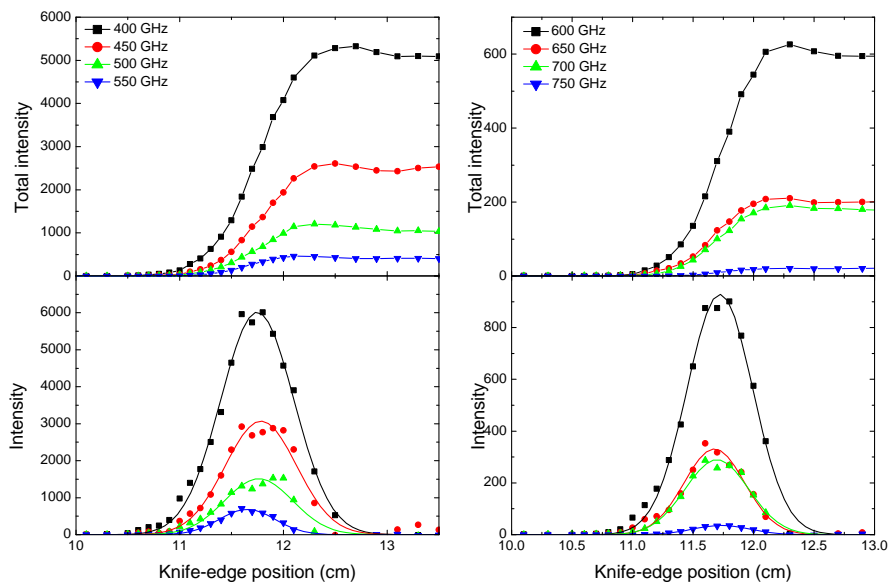 400 GHz
450 GHz
500 GHz
550 GHz
Total intensity
6000
5000
4000
3000
2000
1000
0
600 GHz
650 GHz
700 GHz
750 GHz
Total intensity
600
400
200
0
Intensity
6000
5000
4000
3000
2000
1000
0
10 11 12 13
Knife-edge position (cm)
Intensity
900
600
300
0
10.0 10.5 11.0 11.5 12.0 12.5 13.0
Knife-edge position (cm)